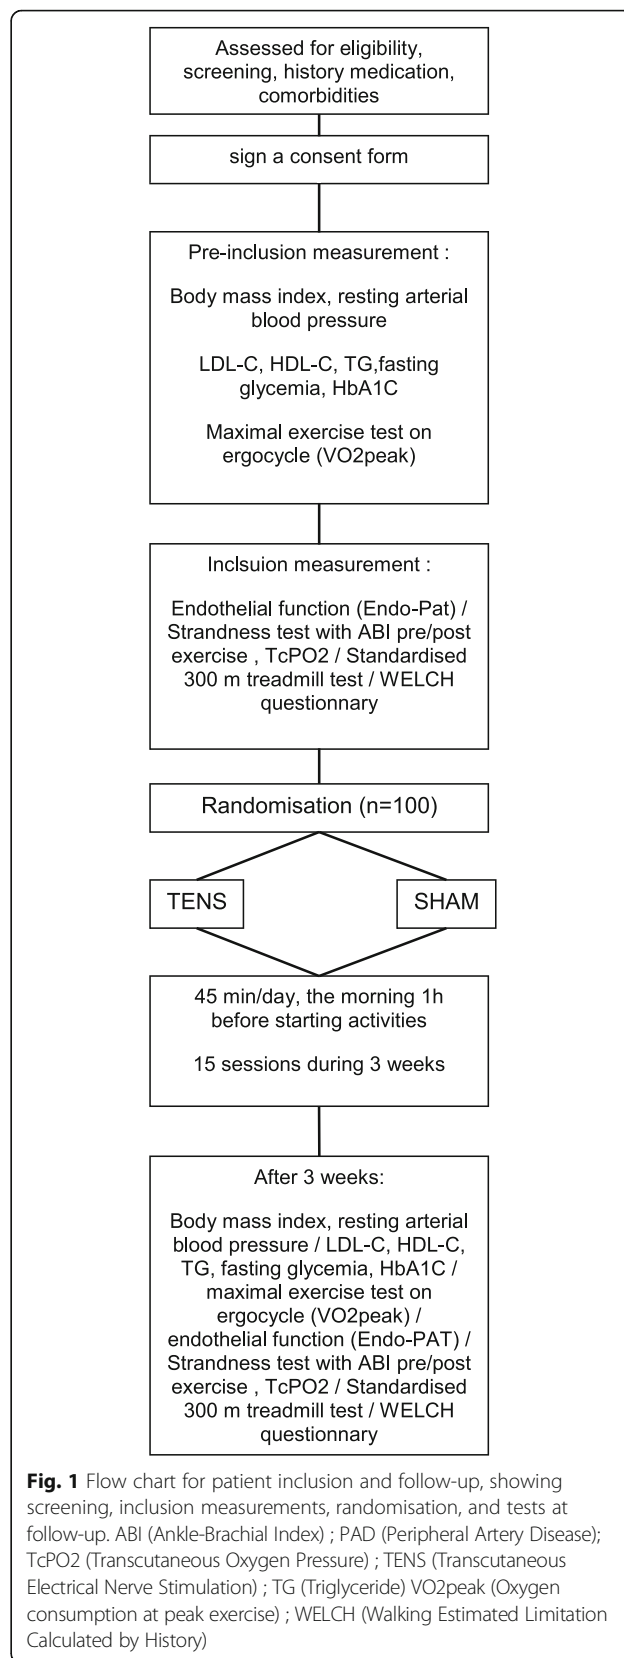 Assessed for eligibility,
screening, history medication,
comorbidities
sign a consent form
Pre-inclusion measurement :
Body mass index, resting arterial
blood pressure
LDL-C, HDL-C, TG,fasting
glycemia, HbA1C
Maximal exercise test on
ergocycle (VO2peak)
Inclsuion measurement :
Endothelial function (Endo-Pat) /
Strandness test with ABI pre/post
exercise , TcPO2 / Standardised
300 m treadmill test / WELCH
questionnary
Randomisation (n=100)
TENS
SHAM
45 min/day, the morning 1h
before starting activities
15 sessions during 3 weeks
After 3 weeks:
Body mass index, resting arterial
blood pressure / LDL-C, HDL-C,
TG, fasting glycemia, HbA1C /
maximal exercise test on
ergocycle (VO2peak) /
endothelial function (Endo-PAT) /
Strandness test with ABI pre/post
exercise , TcPO2 / Standardised
300 m treadmill test / WELCH
questionnary
Fig. 1 Flow chart for patient inclusion and follow-up, showing
screening, inclusion measurements, randomisation, and tests at
follow-up. ABI (Ankle-Brachial Index) ; PAD (Peripheral Artery Disease);
TcPO2 (Transcutaneous Oxygen Pressure) ; TENS (Transcutaneous
Electrical Nerve Stimulation) ; TG (Triglyceride) VO2peak (Oxygen
consumption at peak exercise) ; WELCH (Walking Estimated Limitation
Calculated by History)